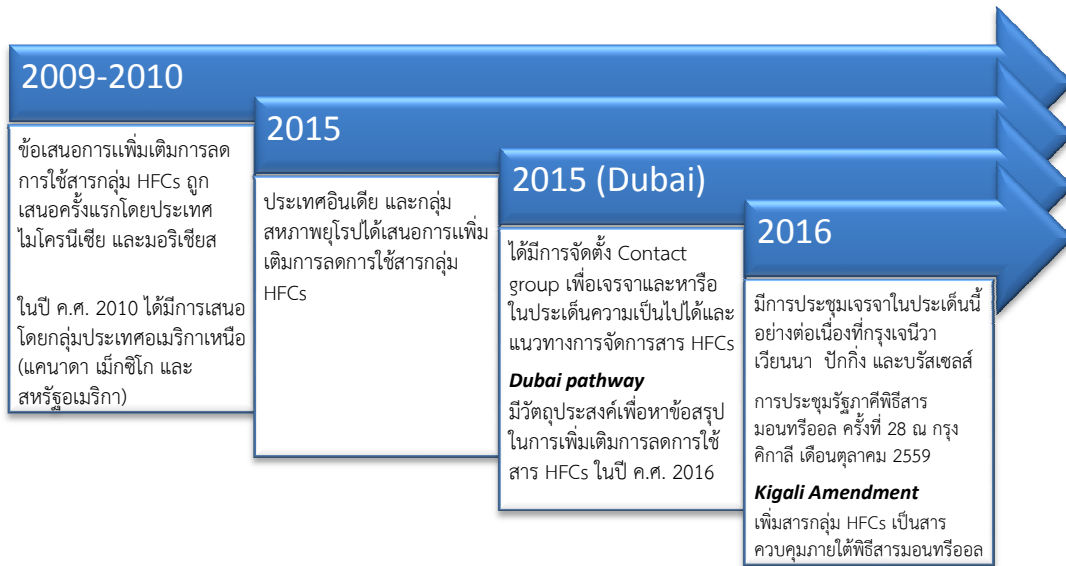 2009-2010
ข้อเสนอการเพิ่มเติมการลด
การใช้สารกลุ่ม HFCs ถูก
เสนอครั้งแรกโดยประเทศ
ไมโครนีเซีย และมอริเชียส
ในปี ค.ศ. 2010 ได้มีการเสนอ
โดยกลุ่มประเทศอเมริกาเหนือ
(แคนาดา เม็กซิโก และ
สหรัฐอเมริกา)
2015
ประเทศอินเดีย และกลุ่ม
สหภาพยุโรปได้เสนอการเพิ่ม
เติมการลดการใช้สารกลุ่ม
HFCs
2015 (Dubai)
ได้มีการจัดตั้ง Contact
group เพื่อเจรจาและหารือ
ในประเด็นความเป็นไปได้และ
แนวทางการจัดการสาร HFCs
Dubai pathway
มีวัตถุประสงค์เพื่อหาข้อสรุป
ในการเพิ่มเติมการลดการใช้
สาร HFCs ในปี ค.ศ. 2016
2016
มีการประชุมเจรจาในประเด็นนี้
อย่างต่อเนื่องที่กรุงเจนีวา
เวียนนา ปักกิ่ง และบรัสเซลส์
การประชุมรัฐภาคีพิธีสาร
มอนทรีออล ครั้งที่ 28 ณ กรุง
คิกาลี เดือนตุลาคม 2559
Kigali Amendment
เพิ่มสารกลุ่ม HFCs เป็นสาร
ควบคุมภายใต้พิธีสารมอนทรีออล